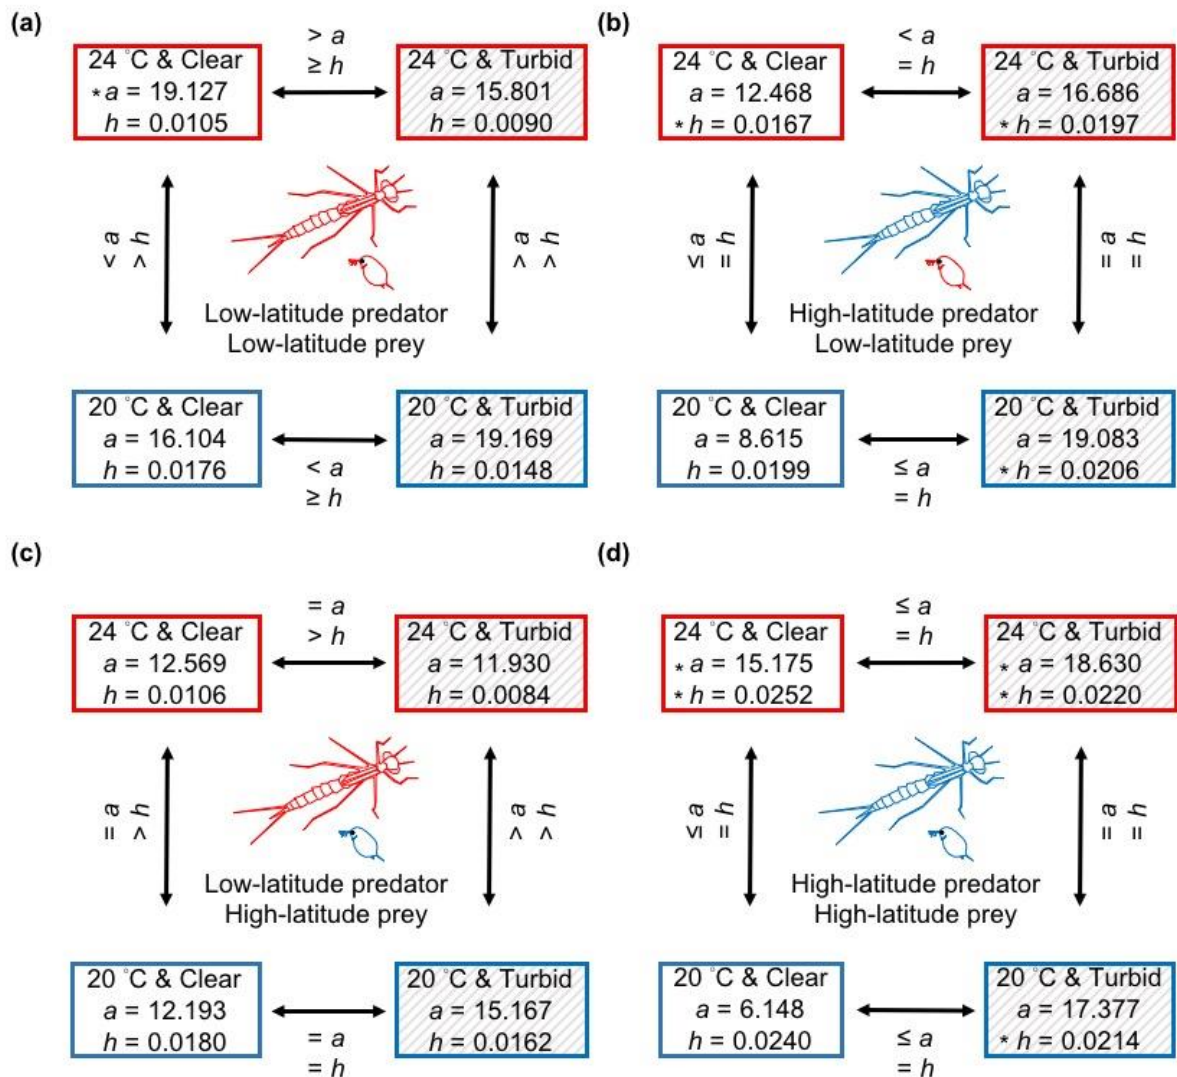 (a)
> a
≥ h
24 °C & Clear
* a = 19.127
h = 0.0105
24 °C & Turbid
a = 15.801
h = 0.0090
< a
> h
> a
> h
Low-latitude predator
Low-latitude prey
20 °C & Clear
a = 16.104
h = 0.0176
20 °C & Turbid
a = 19.169
h = 0.0148
< a
≥ h
(b)
< a
= h
24 °C & Clear
a = 12.468
* h = 0.0167
24 °C & Turbid
a = 16.686
* h = 0.0197
≤ a
= h
= a
= h
High-latitude predator
Low-latitude prey
20 °C & Clear
a = 8.615
h = 0.0199
20 °C & Turbid
a = 19.083
* h = 0.0206
≤ a
= h
(c)
= a
> h
24 °C & Clear
a = 12.569
h = 0.0106
24 °C & Turbid
a = 11.930
h = 0.0084
= a
> h
> a
> h
Low-latitude predator
High-latitude prey
20 °C & Clear
a = 12.193
h = 0.0180
20 °C & Turbid
a = 15.167
h = 0.0162
= a
= h
(d)
≤ a
= h
24 °C & Clear
* a = 15.175
* h = 0.0252
24 °C & Turbid
* a = 18.630
* h = 0.0220
≤ a
= h
= a
= h
High-latitude predator
High-latitude prey
20 °C & Clear
a = 6.148
h = 0.0240
20 °C & Turbid
a = 17.377
* h = 0.0214
≤ a
= h